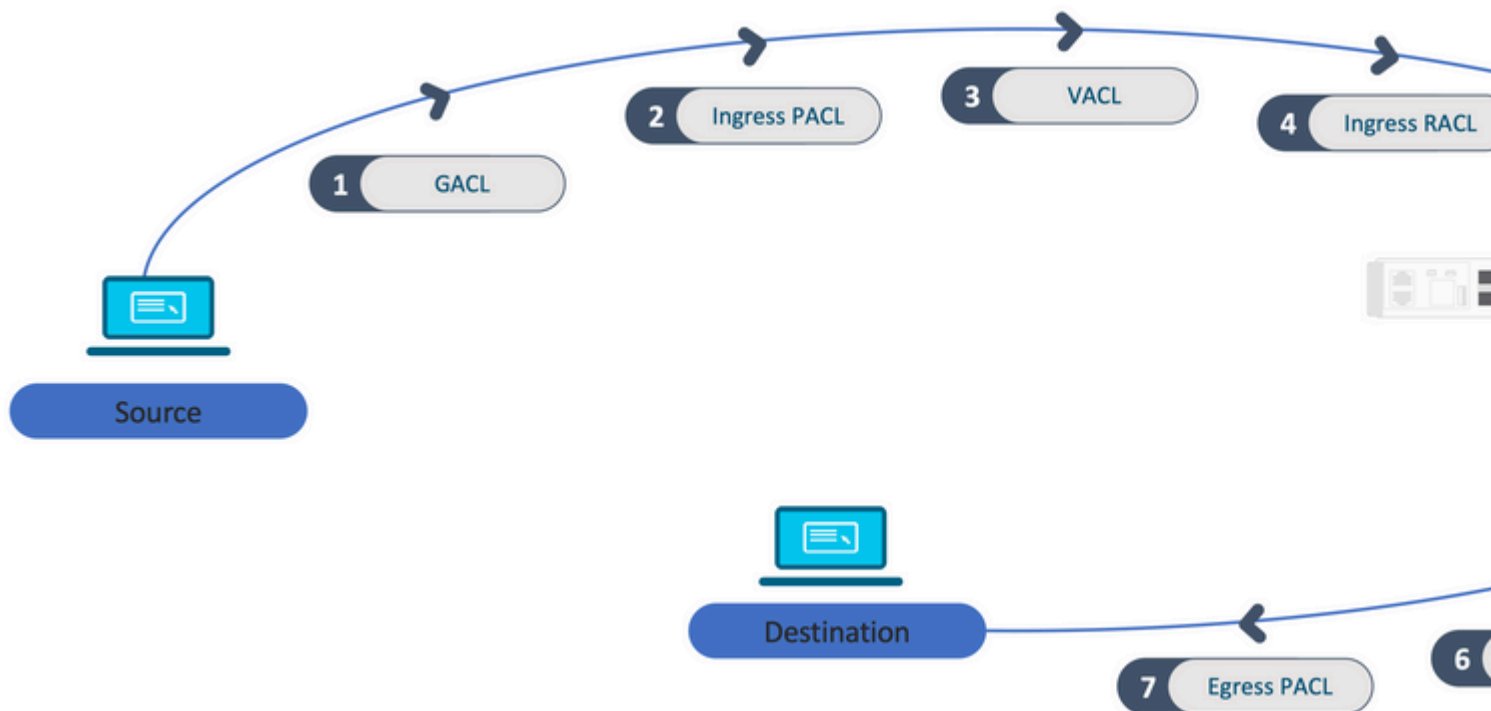 1 GACL
2 Ingress PACL
3 VACL
4 Ingress RACL
Source
Destination
6
7 Egress PACL